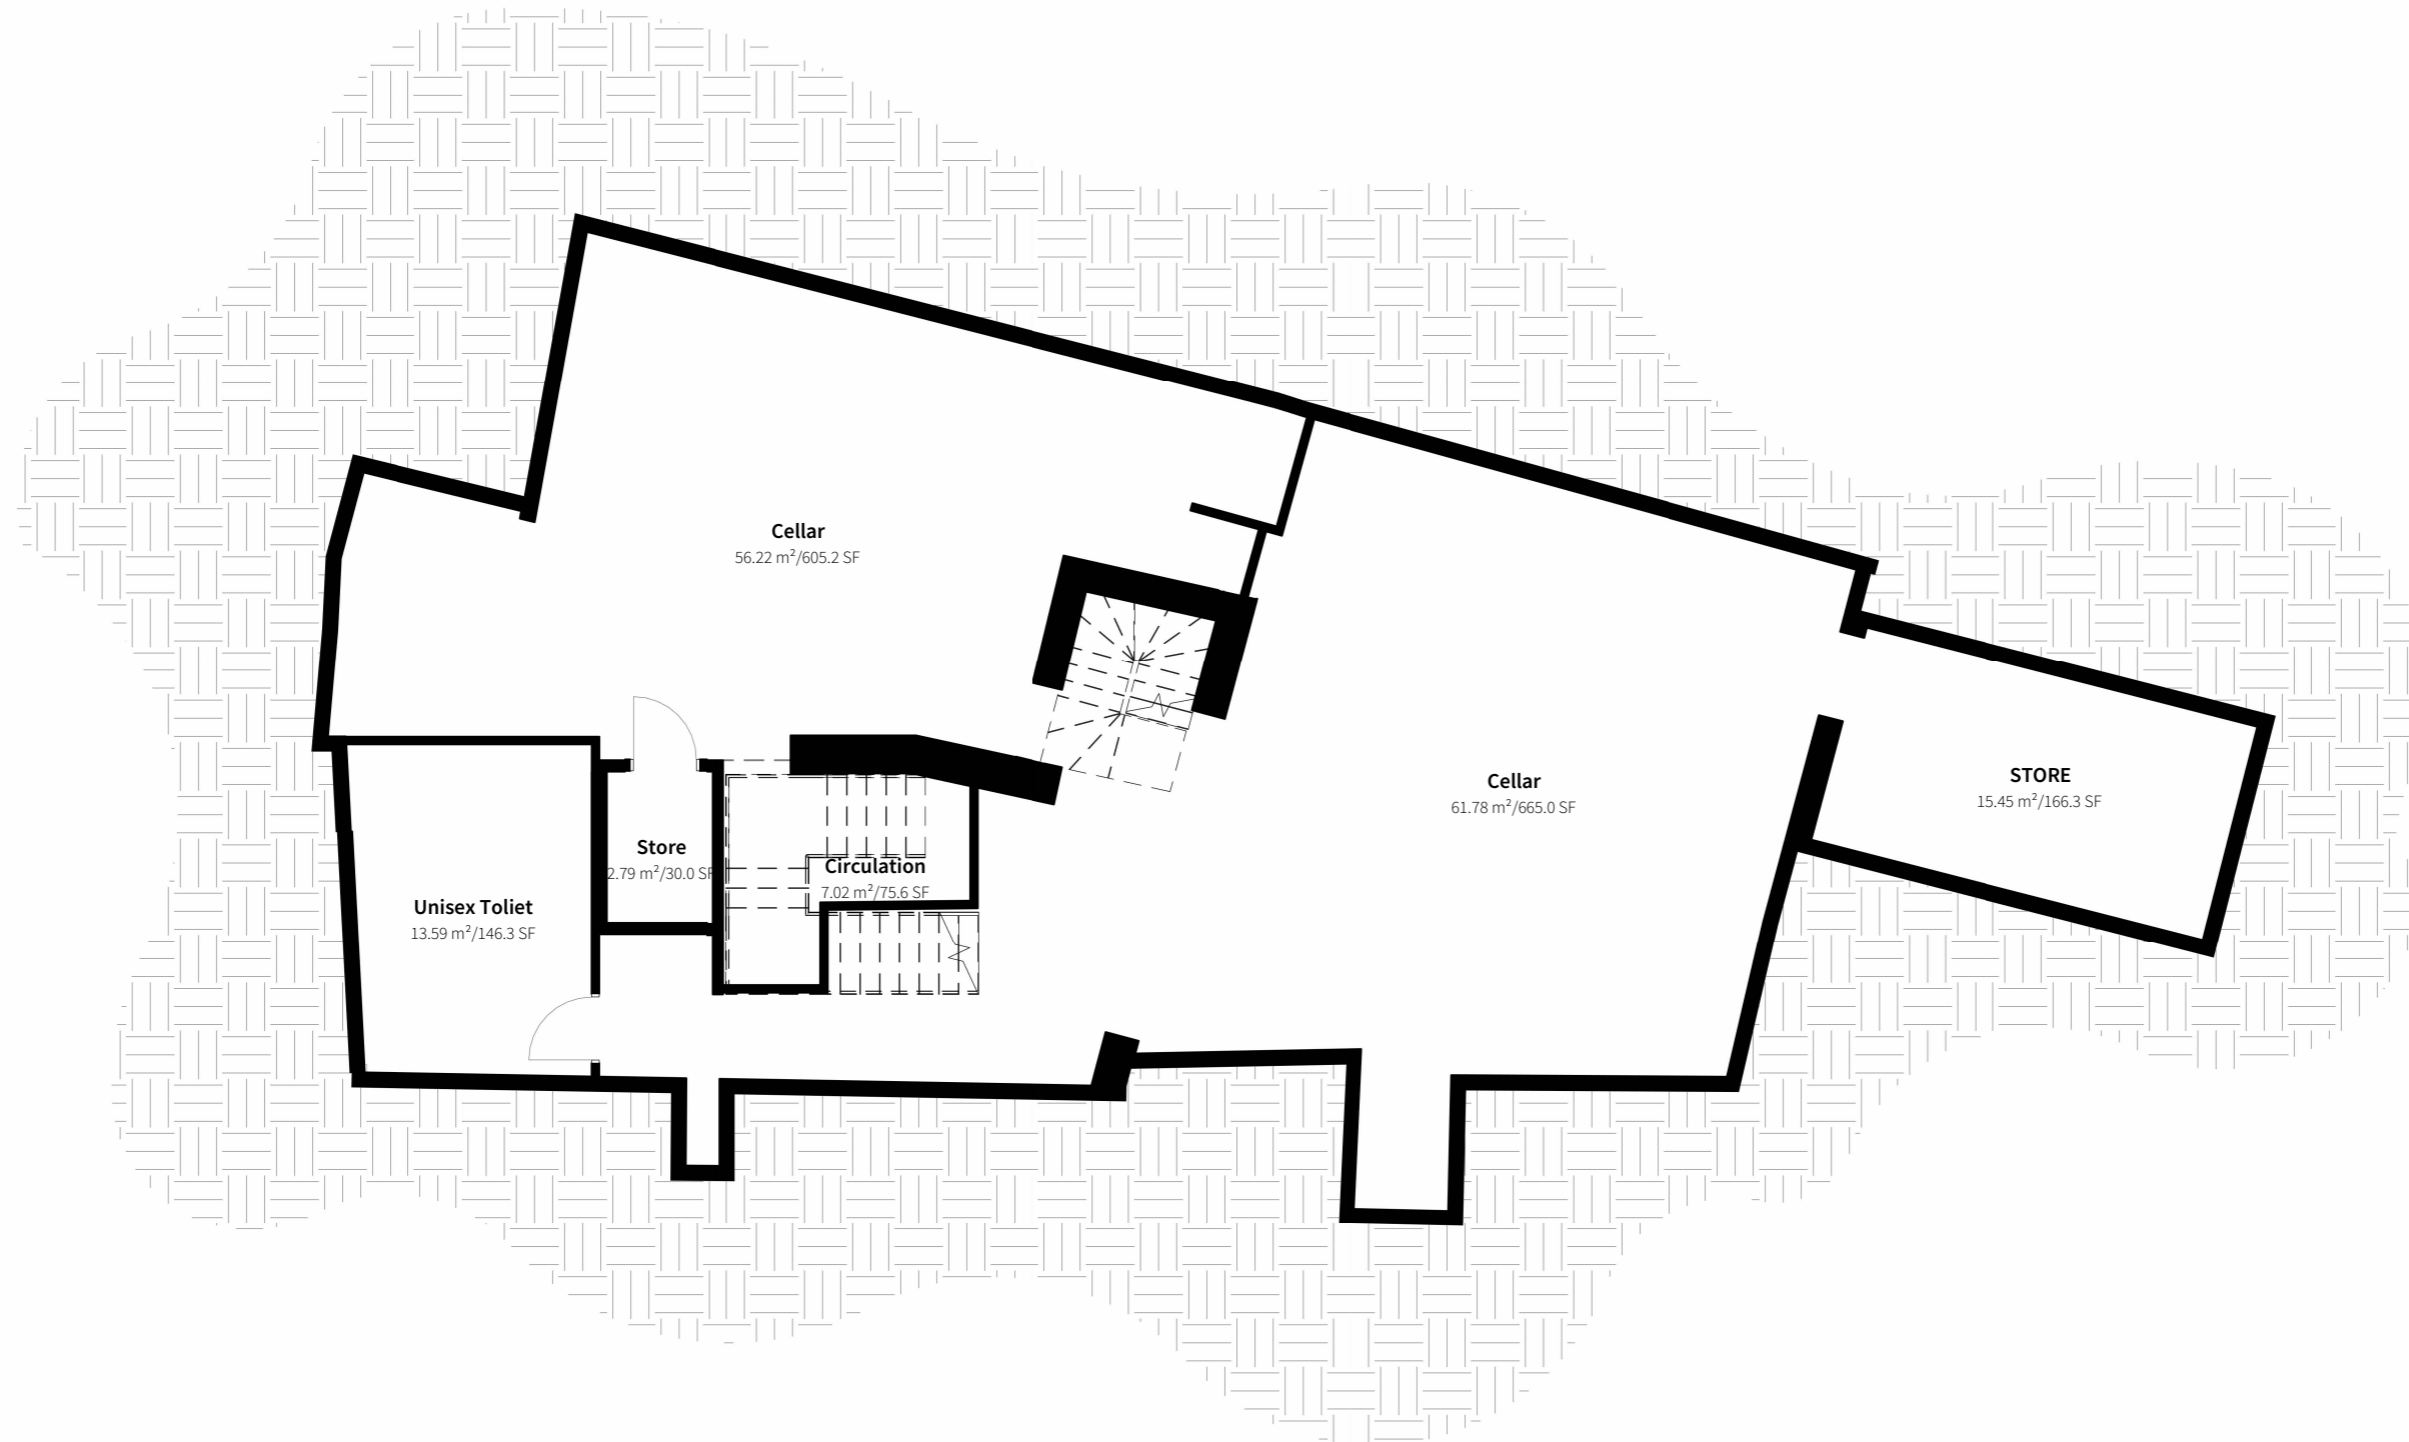 Cellar
56.22 m²/605.2 SF
Cellar
61.78 m²/665.0 SF
STORE
15.45 m²/166.3 SF
Store
2.79 m²/30.0 SF
Circulation
7.02 m²/75.6 SF
Unisex Toliet
13.59 m²/146.3 SF